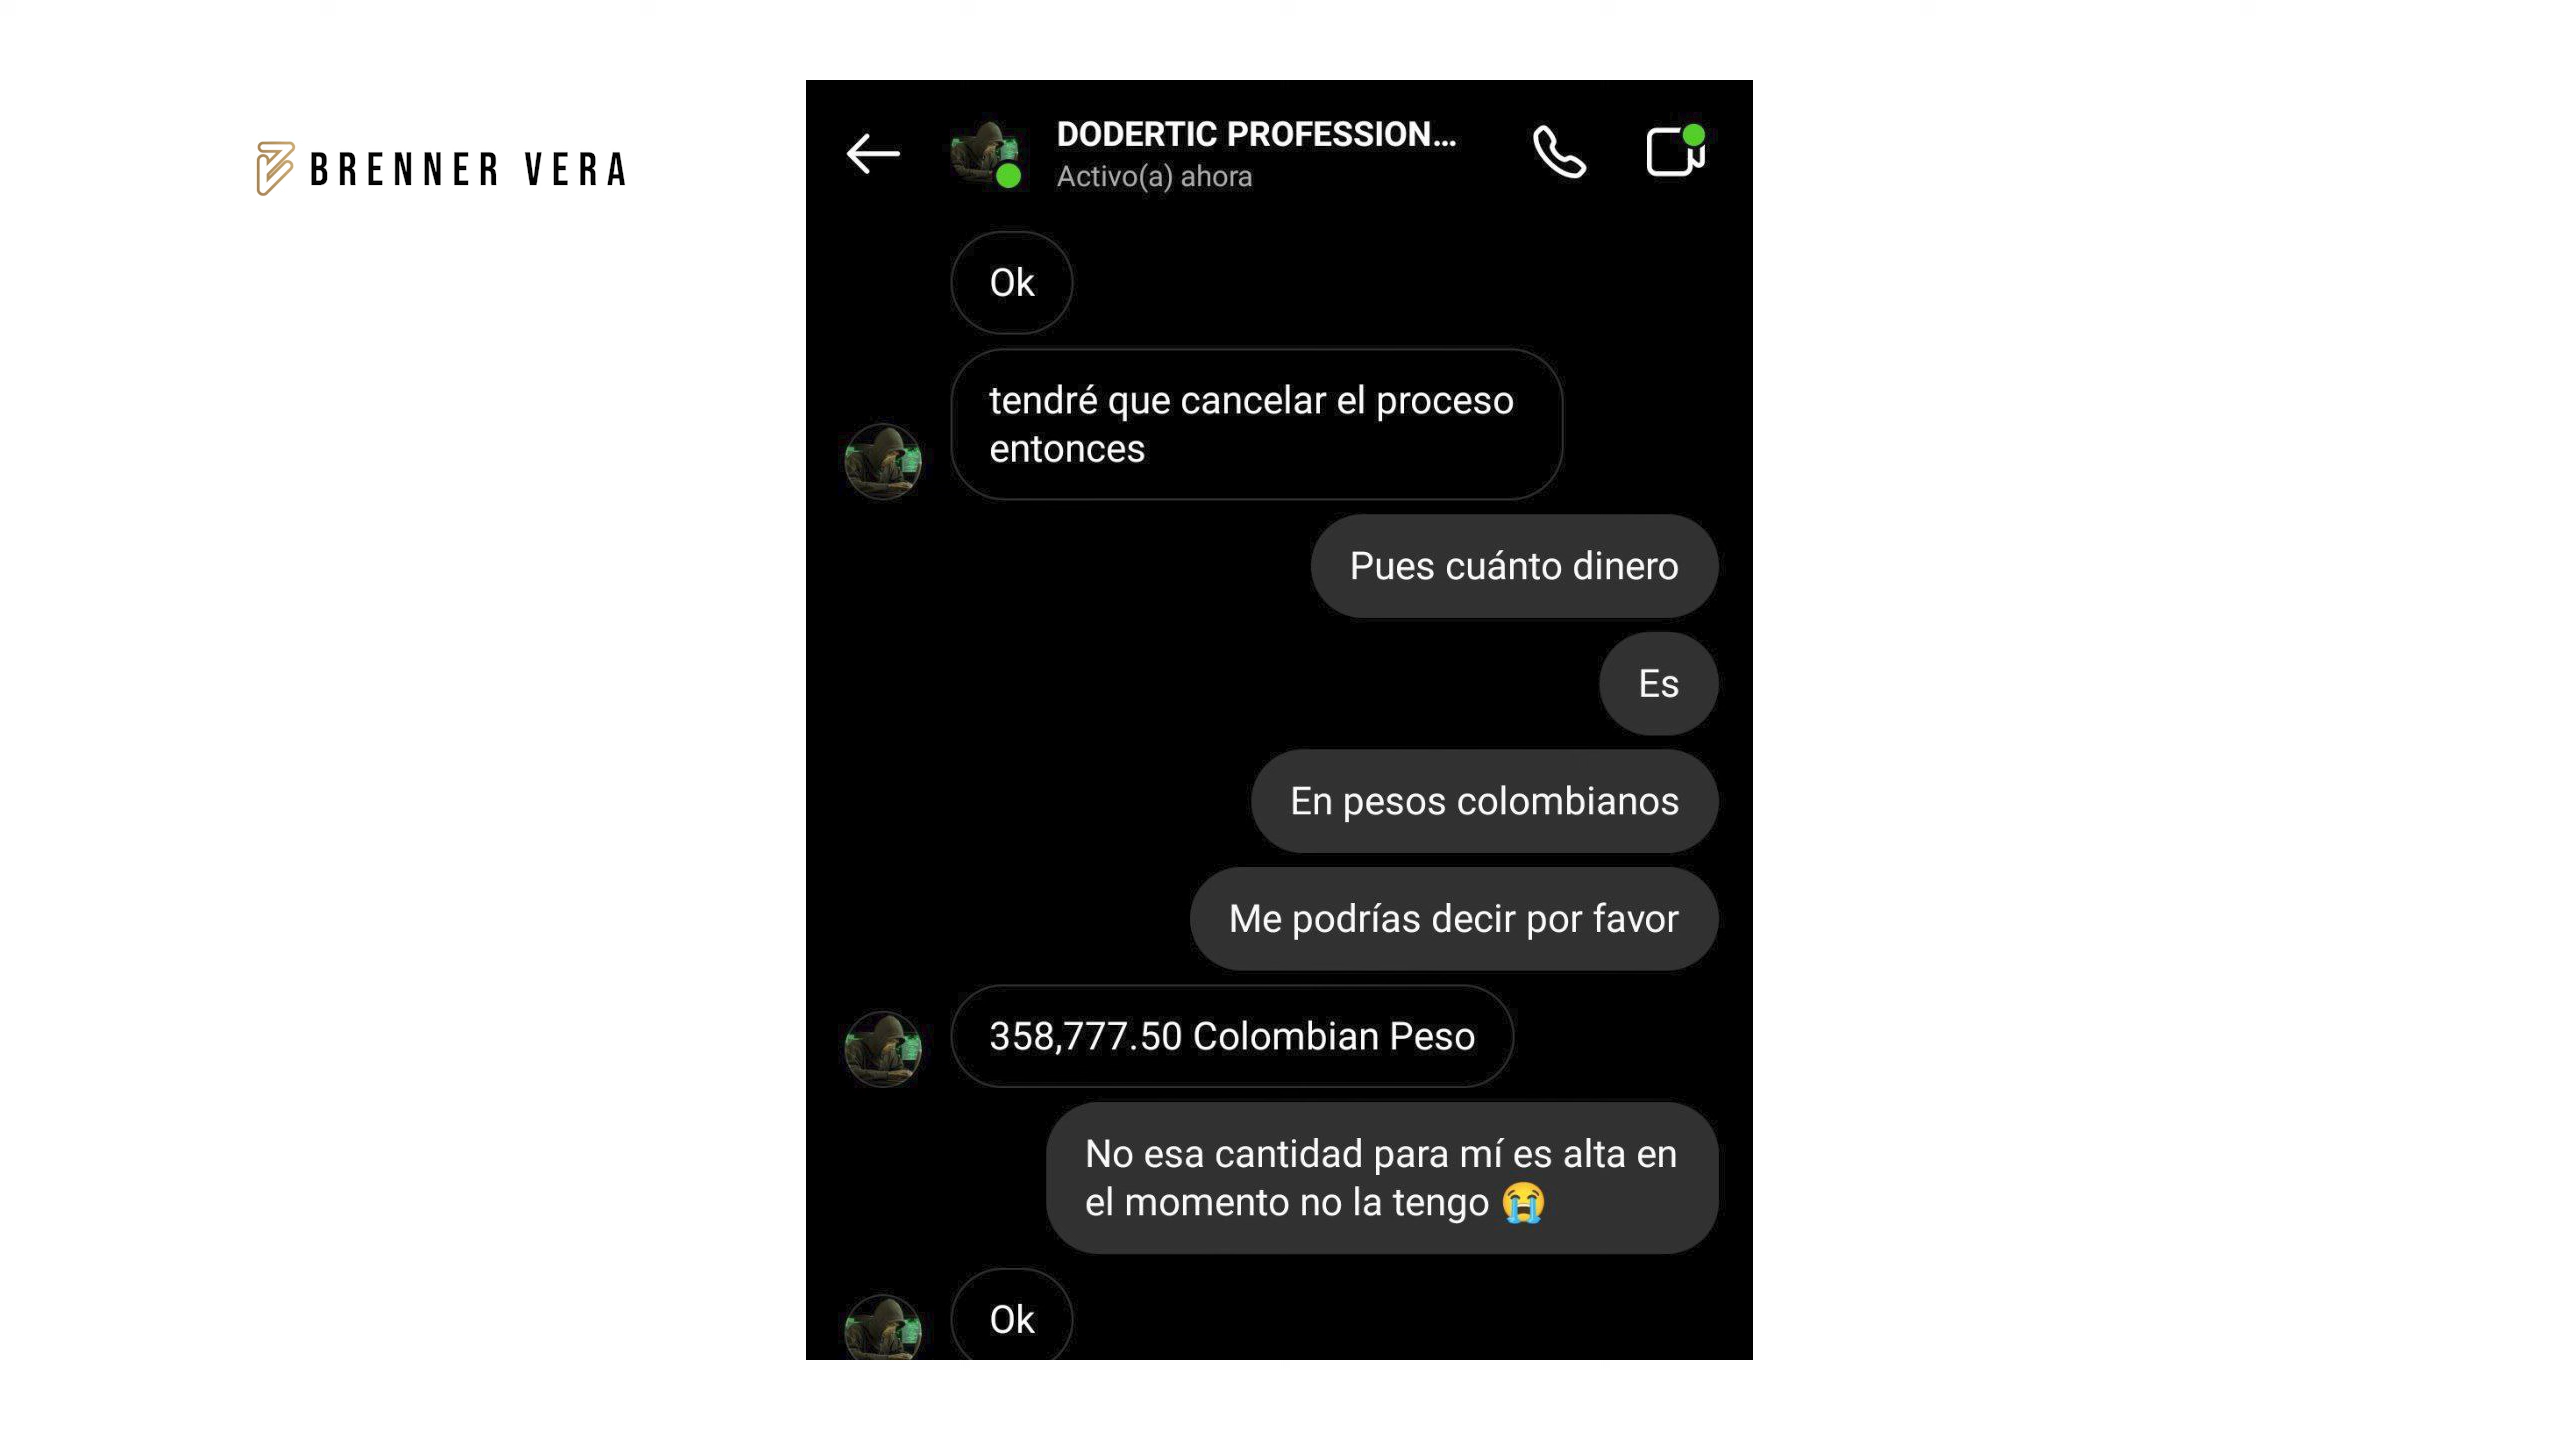 BRENNER VERA
DODERTIC PROFESSION...
Activo(a) ahora
Ok
tendré que cancelar el proceso
entonces
Pues cuánto dinero
Es
En pesos colombianos
Me podrías decir por favor
358,777.50 Colombian Peso
No esa cantidad para mí es alta en
el momento no la tengo 😭
Ok